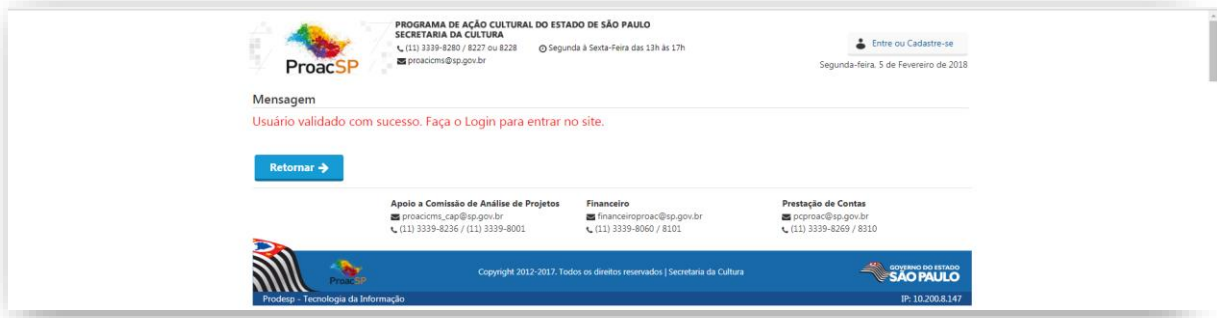 ProacSP
PROGRAMA DE AÇÃO CULTURAL DO ESTADO DE SÃO PAULO
SECRETARIA DA CULTURA
(11) 3339-8280 / 8227 ou 8228 Segunda à Sexta-Feira das 13h às 17h
proacicms@sp.gov.br
Entre ou Cadastre-se
Segunda-feira, 5 de Fevereiro de 2018
Mensagem
Usuário validado com sucesso. Faça o Login para entrar no site.
Retornar
Apoio a Comissão de Análise de Projetos
proacicms_cap@sp.gov.br
(11) 3339-8236 / (11) 3339-8001
Financeiro
financeiroproac@sp.gov.br
(11) 3339-8060 / 8101
Prestação de Contas
pcproac@sp.gov.br
(11) 3339-8269 / 8310
ProacSP
Copyright 2012-2017. Todos os direitos reservados | Secretaria da Cultura
GOVERNO DO ESTADO
SÃO PAULO
Prodesp - Tecnologia da Informação
IP: 10.200.8.147